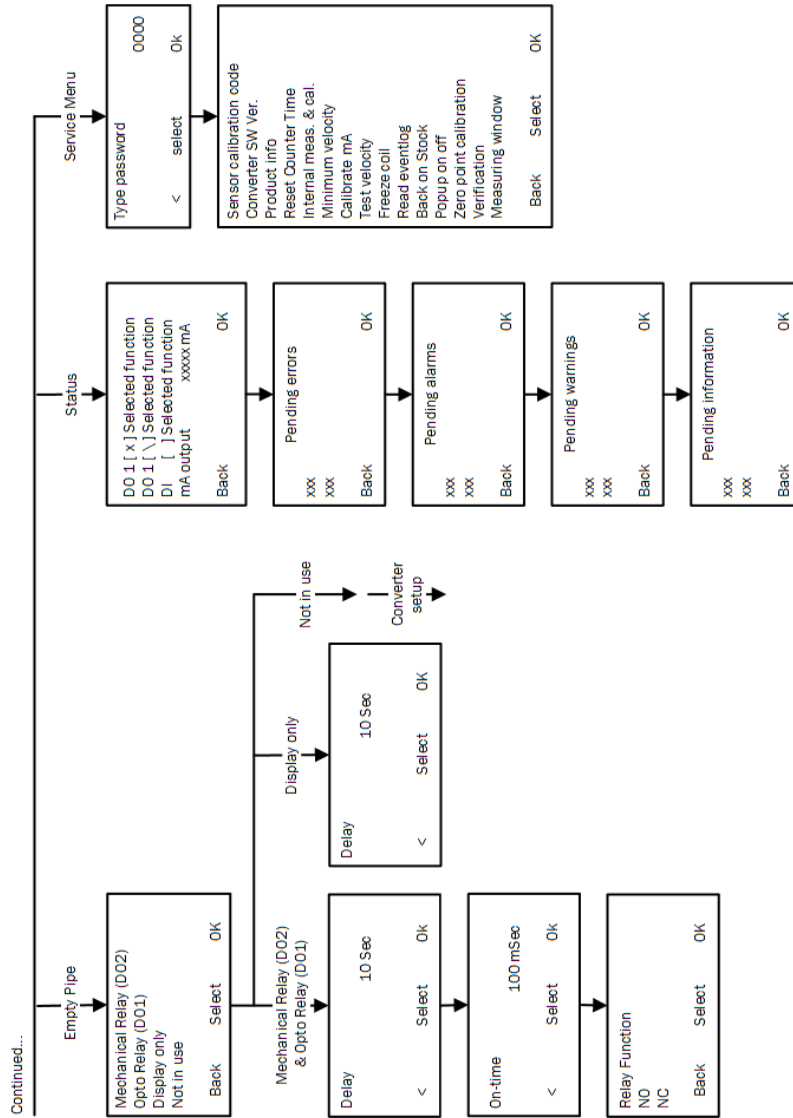 Continued...
Empty Pipe
Mechanical Relay (DO2)
Opto Relay (DO1)
Display only
Not in use
Back Select OK
Mechanical Relay (DO2)
& Opto Relay (DO1)
Delay
10 Sec
< Select OK
On-time
100 mSec
< Select OK
Relay Function
NO
NC
Back Select OK
Display only
Delay
10 Sec
< Select OK
Not in use
Converter
setup
Status
DO 1 [ x ] Selected function
DO 1 [ \ ] Selected function
DI [ ] Selected function
mA output xxxxx mA
Back OK
Pending errors
xxx
xxx
Back OK
Pending alarms
xxx
xxx
Back OK
Pending warnings
xxx
xxx
Back OK
Pending information
xxx
xxx
Back OK
Service Menu
Type password
0000
< select Ok
Sensor calibration code
Converter SW Ver.
Product info
Reset Counter Time
Internal meas. & cal.
Minimum velocity
Calibrate mA
Test velocity
Freeze coil
Read eventlog
Back on Stock
Popup on off
Zero point calibration
Verification
Measuring window
Back Select OK